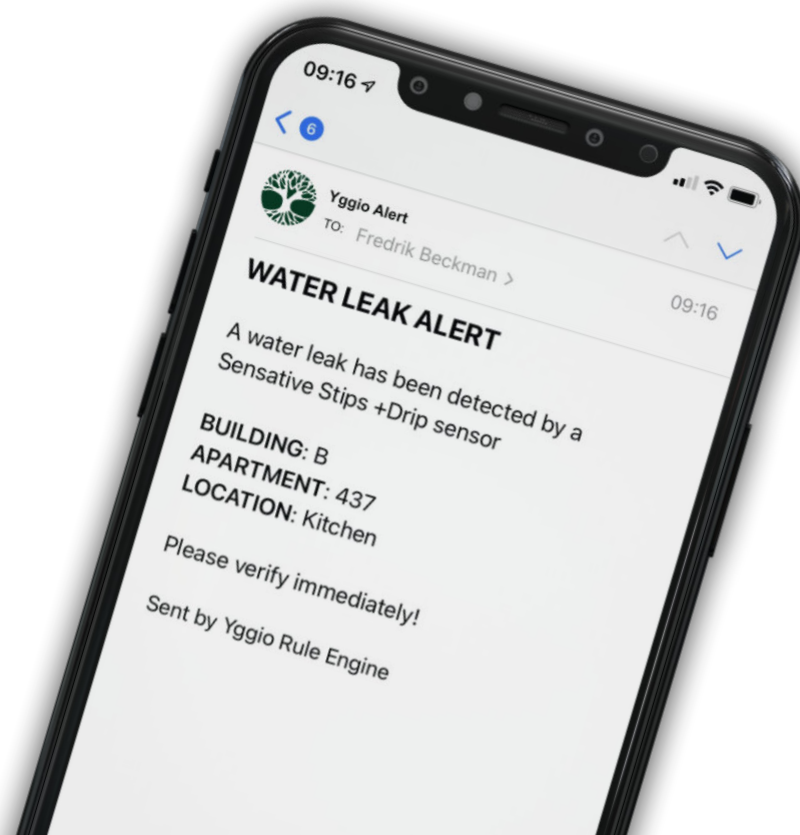 09:16
6
Yggio Alert
TO: Fredrik Beckman >
09:16
WATER LEAK ALERT
A water leak has been detected by a
Sensative Stips +Drip sensor
BUILDING: B
APARTMENT: 437
LOCATION: Kitchen
Please verify immediately!
Sent by Yggio Rule Engine